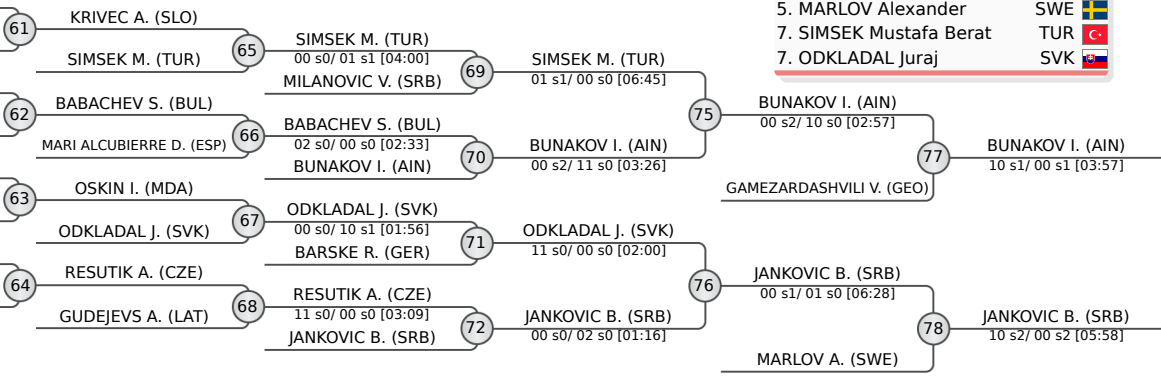 5. MARLOV Alexander SWE
7. SIMSEK Mustafa Berat TUR
7. ODKLADAL Juraj SVK
61
KRIVEC A. (SLO)
SIMSEK M. (TUR)
65
62
BABACHEV S. (BUL)
MARI ALCUBIERRE D. (ESP)
66
63
OSKIN I. (MDA)
ODKLADAL J. (SVK)
67
64
RESUTIK A. (CZE)
GUDEJEVS A. (LAT)
68
SIMSEK M. (TUR)
00 s0/ 01 s1 [04:00]
MILANOVIC V. (SRB)
69
BABACHEV S. (BUL)
02 s0/ 00 s0 [02:33]
BUNAKOV I. (AIN)
70
ODKLADAL J. (SVK)
00 s0/ 10 s1 [01:56]
BARSKE R. (GER)
71
RESUTIK A. (CZE)
11 s0/ 00 s0 [03:09]
JANKOVIC B. (SRB)
72
SIMSEK M. (TUR)
01 s1/ 00 s0 [06:45]
BUNAKOV I. (AIN)
00 s2/ 11 s0 [03:26]
75
ODKLADAL J. (SVK)
11 s0/ 00 s0 [02:00]
JANKOVIC B. (SRB)
00 s0/ 02 s0 [01:16]
76
BUNAKOV I. (AIN)
00 s2/ 10 s0 [02:57]
GAMEZARDASHVILI V. (GEO)
77
JANKOVIC B. (SRB)
00 s1/ 01 s0 [06:28]
MARLOV A. (SWE)
78
BUNAKOV I. (AIN)
10 s1/ 00 s1 [03:57]
JANKOVIC B. (SRB)
10 s2/ 00 s2 [05:58]